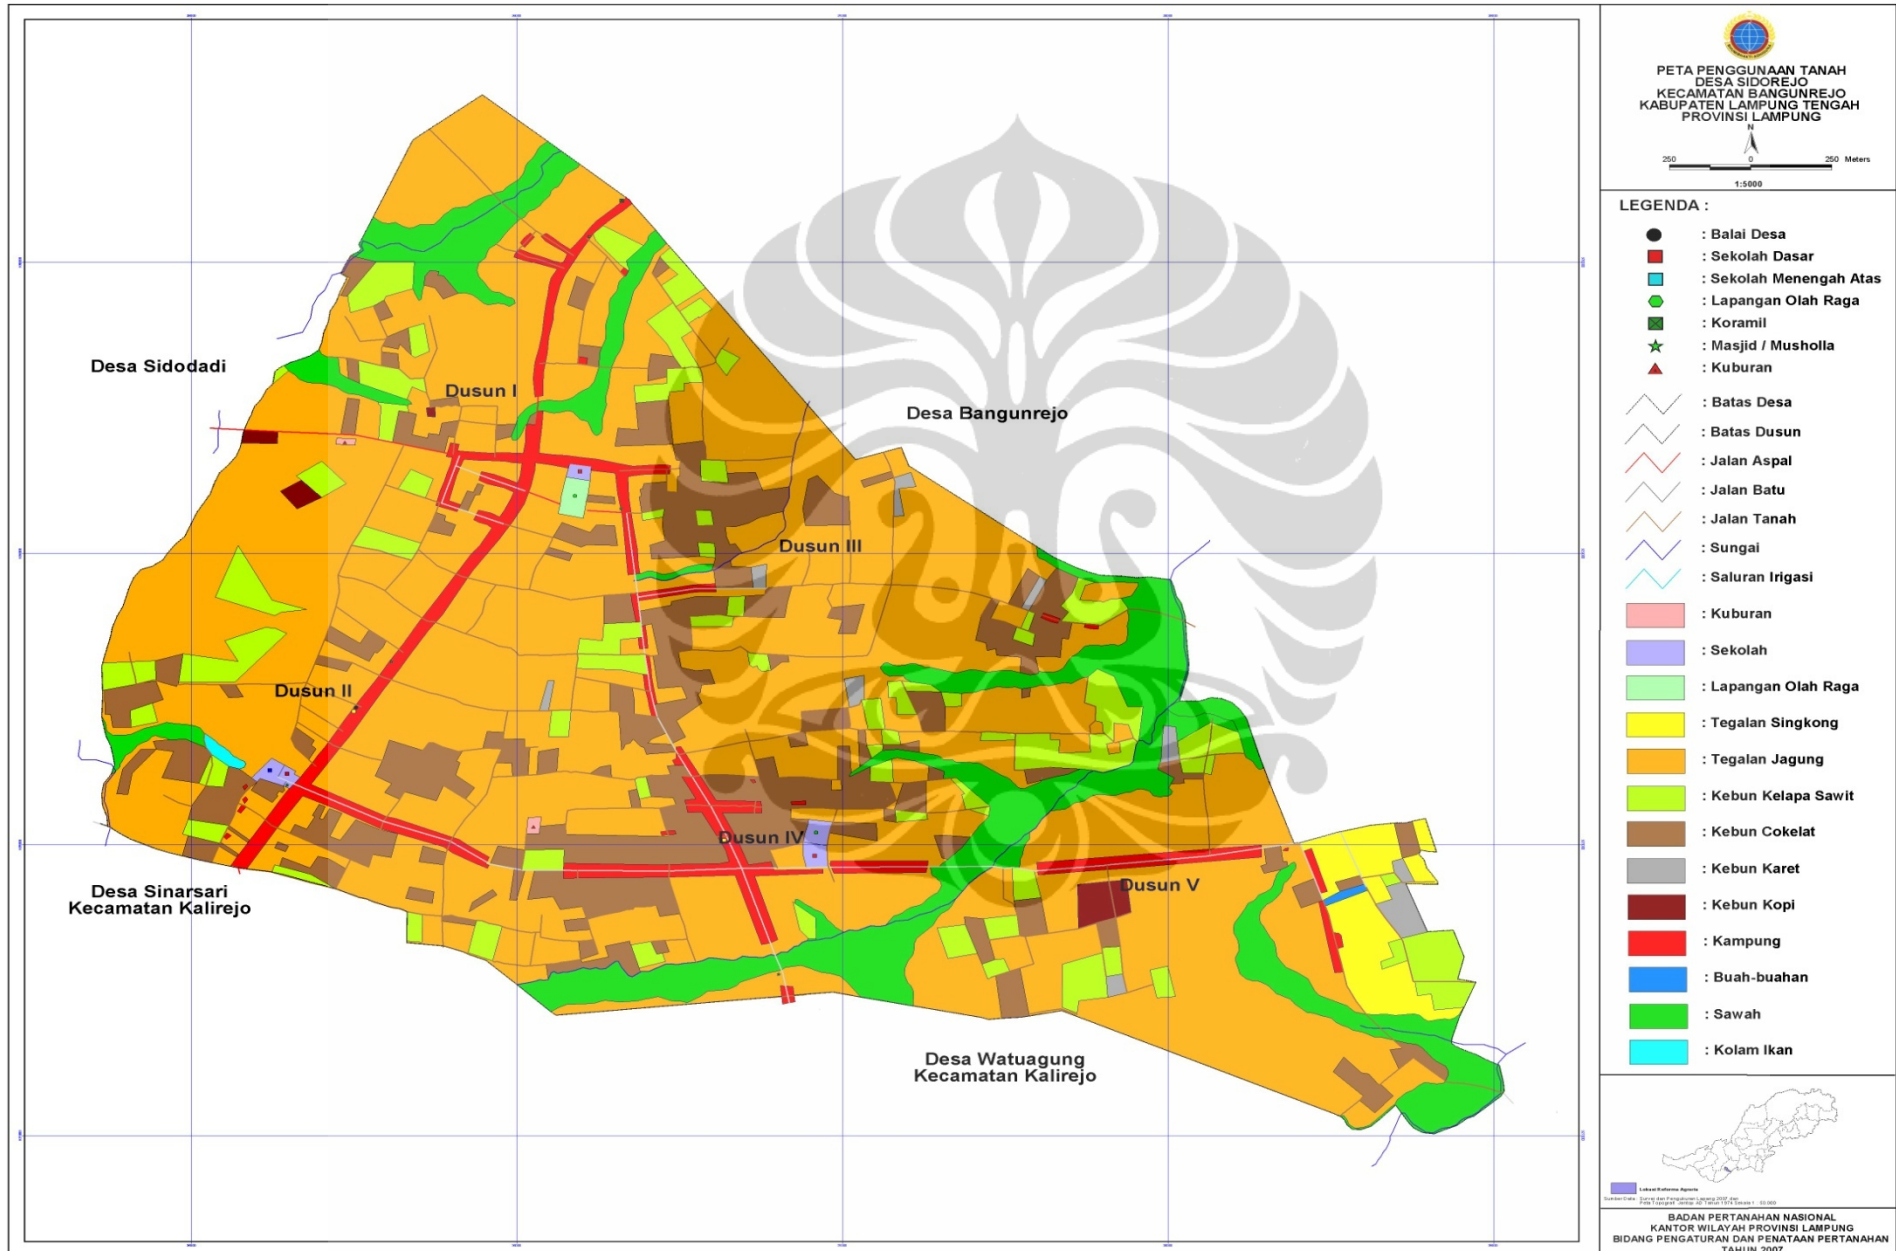 PETA PENGGUNAAN TANAH
DESA SIDOREJO
KECAMATAN BANGUNREJO
KABUPATEN LAMPUNG TENGAH
PROVINSI LAMPUNG
N
250 0 250 Meters
1:5000
LEGENDA :
: Balai Desa
: Sekolah Dasar
: Sekolah Menengah Atas
: Lapangan Olah Raga
: Koramil
: Masjid / Musholla
: Kuburan
: Batas Desa
: Batas Dusun
: Jalan Aspal
: Jalan Batu
: Jalan Tanah
: Sungai
: Saluran Irigasi
: Kuburan
: Sekolah
: Lapangan Olah Raga
: Tegalan Singkong
: Tegalan Jagung
: Kebun Kelapa Sawit
: Kebun Cokelat
: Kebun Karet
: Kebun Kopi
: Kampung
: Buah-buahan
: Sawah
: Kolam Ikan
Lokasi Reforma Agraria
BADAN PERTANAHAN NASIONAL
KANTOR WILAYAH PROVINSI LAMPUNG
BIDANG PENGATURAN DAN PENATAAN PERTANAHAN
TAHUN 2007
Desa Sidodadi
Dusun I
Desa Bangunrejo
Dusun III
Dusun II
Dusun IV
Dusun V
Desa Sinarsari
Kecamatan Kalirejo
Desa Watuagung
Kecamatan Kalirejo